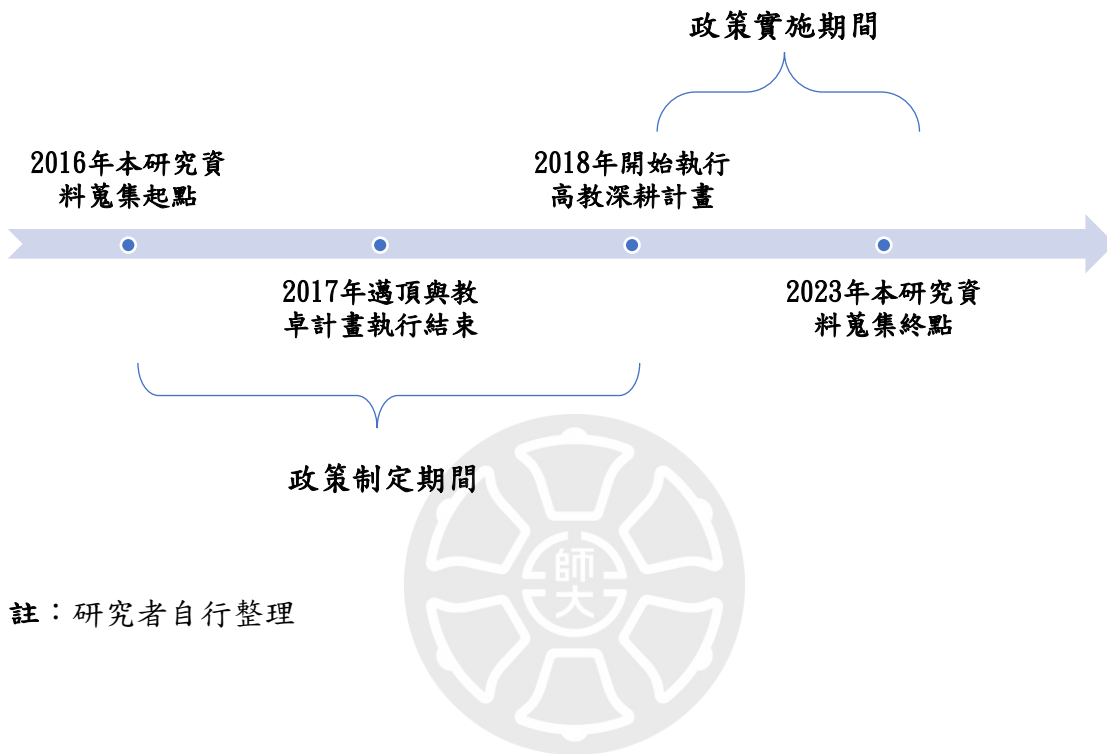 政策實施期間
2016年本研究資
料蒐集起點
2018年開始執行
高教深耕計畫
2017年邁頂與教
卓計畫執行結束
2023年本研究資
料蒐集終點
政策制定期間
師
大
註：研究者自行整理